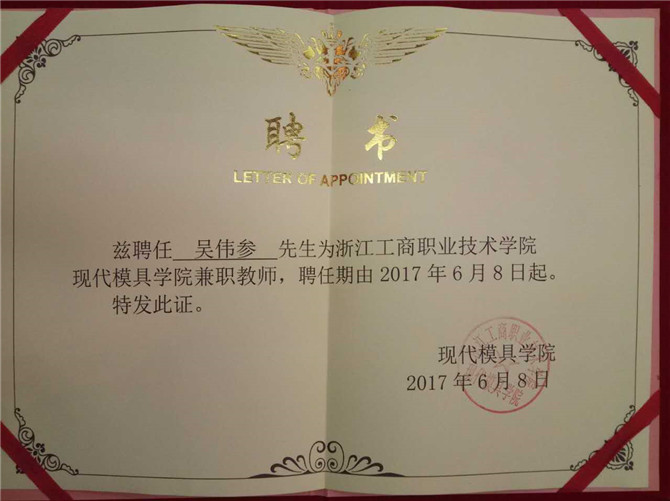 聘书
LETTER OF APPOINTMENT
兹聘任 吴伟参 先生为浙江工商职业技术学院
现代模具学院兼职教师，聘任期由 2017 年 6 月 8 日起。
特发此证。
现代模具学院
2017 年 6 月 8 日